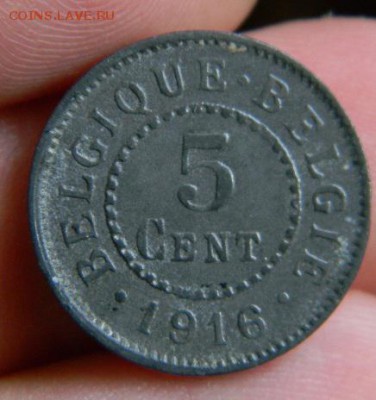 COINS.LAVE.RU
BELGIQUE · BELGIE ·
5
CENT
1916 ·